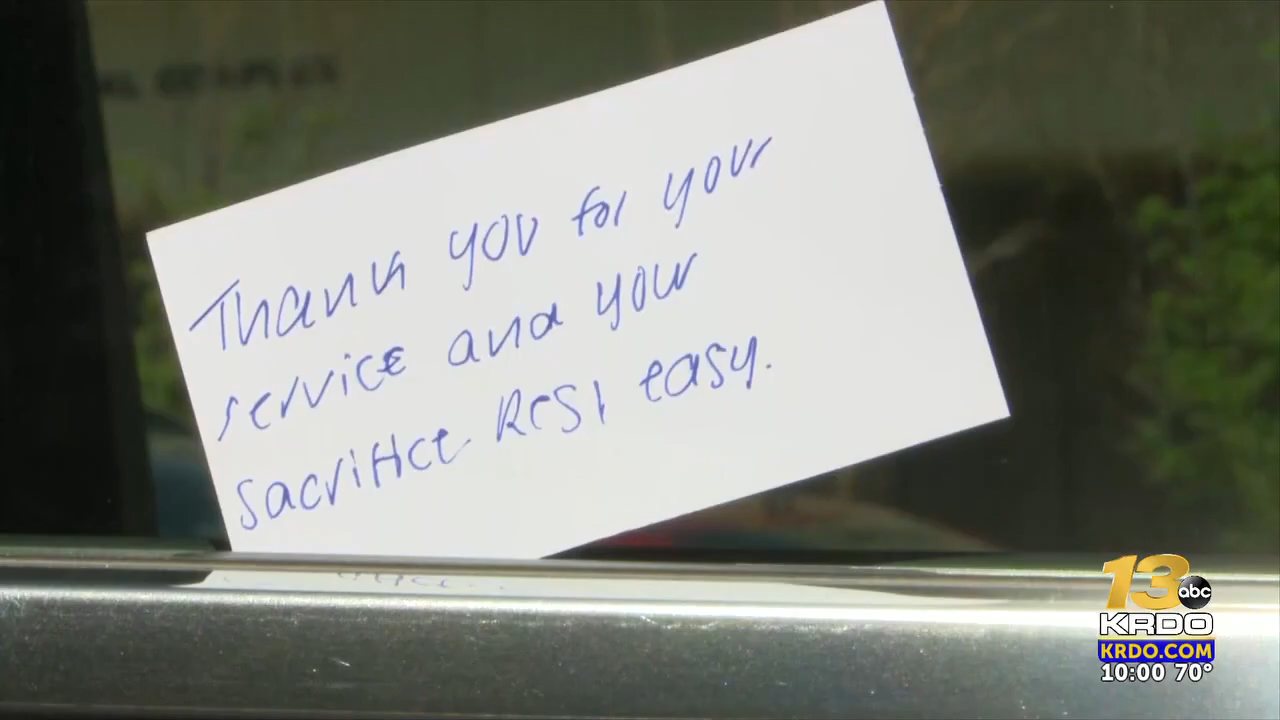 Thank you for your
service and your
sacrifice Rest easy.
13 abc
KRDO
KRDO.COM
10:00 70°